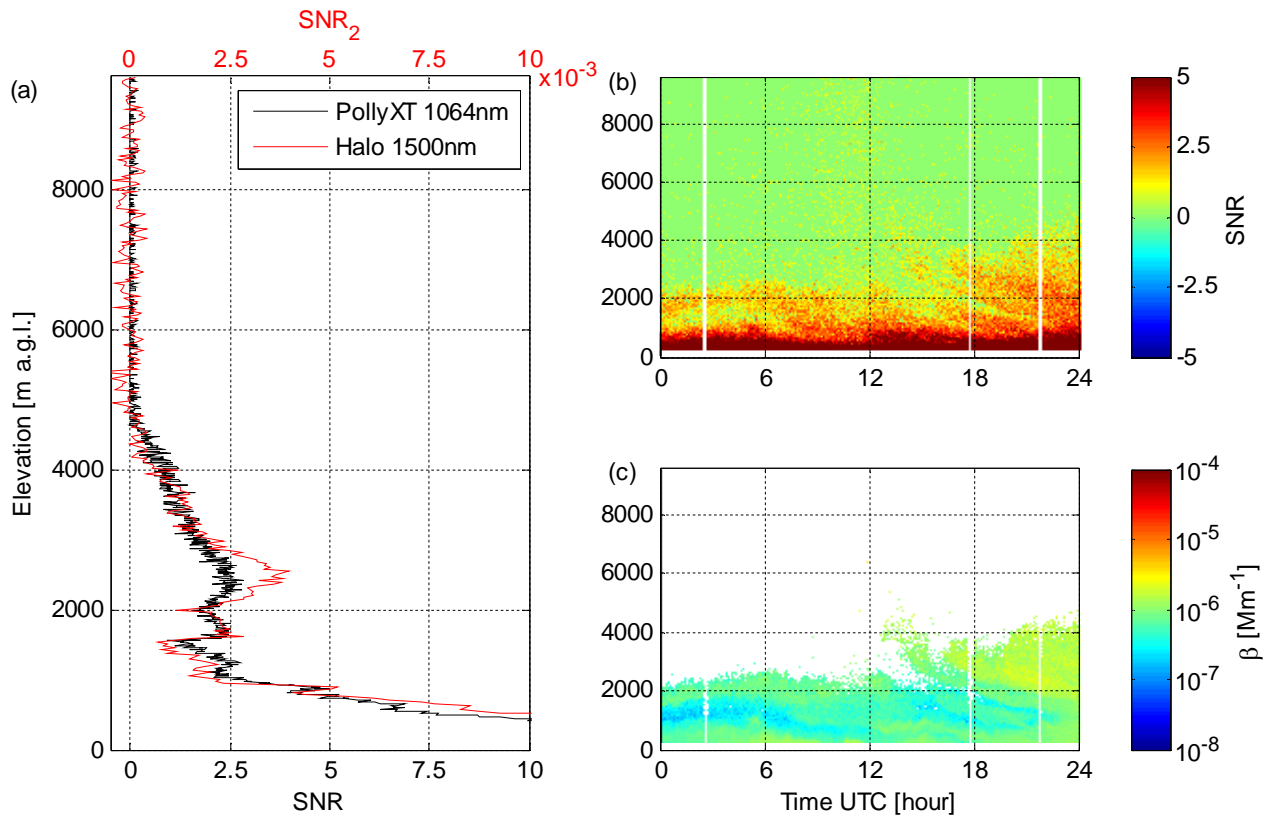 SNR₂
0 2.5 5 7.5 10
x10⁻³
(a)
PollyXT 1064nm
Halo 1500nm
8000
6000
4000
2000
0
Elevation [m a.g.l.]
0 2.5 5 7.5 10
SNR
(b)
8000
6000
4000
2000
0
0 6 12 18 24
5
2.5
0
-2.5
-5
SNR
(c)
8000
6000
4000
2000
0
0 6 12 18 24
Time UTC [hour]
10⁻⁴
10⁻⁵
10⁻⁶
10⁻⁷
10⁻⁸
β [Mm⁻¹]